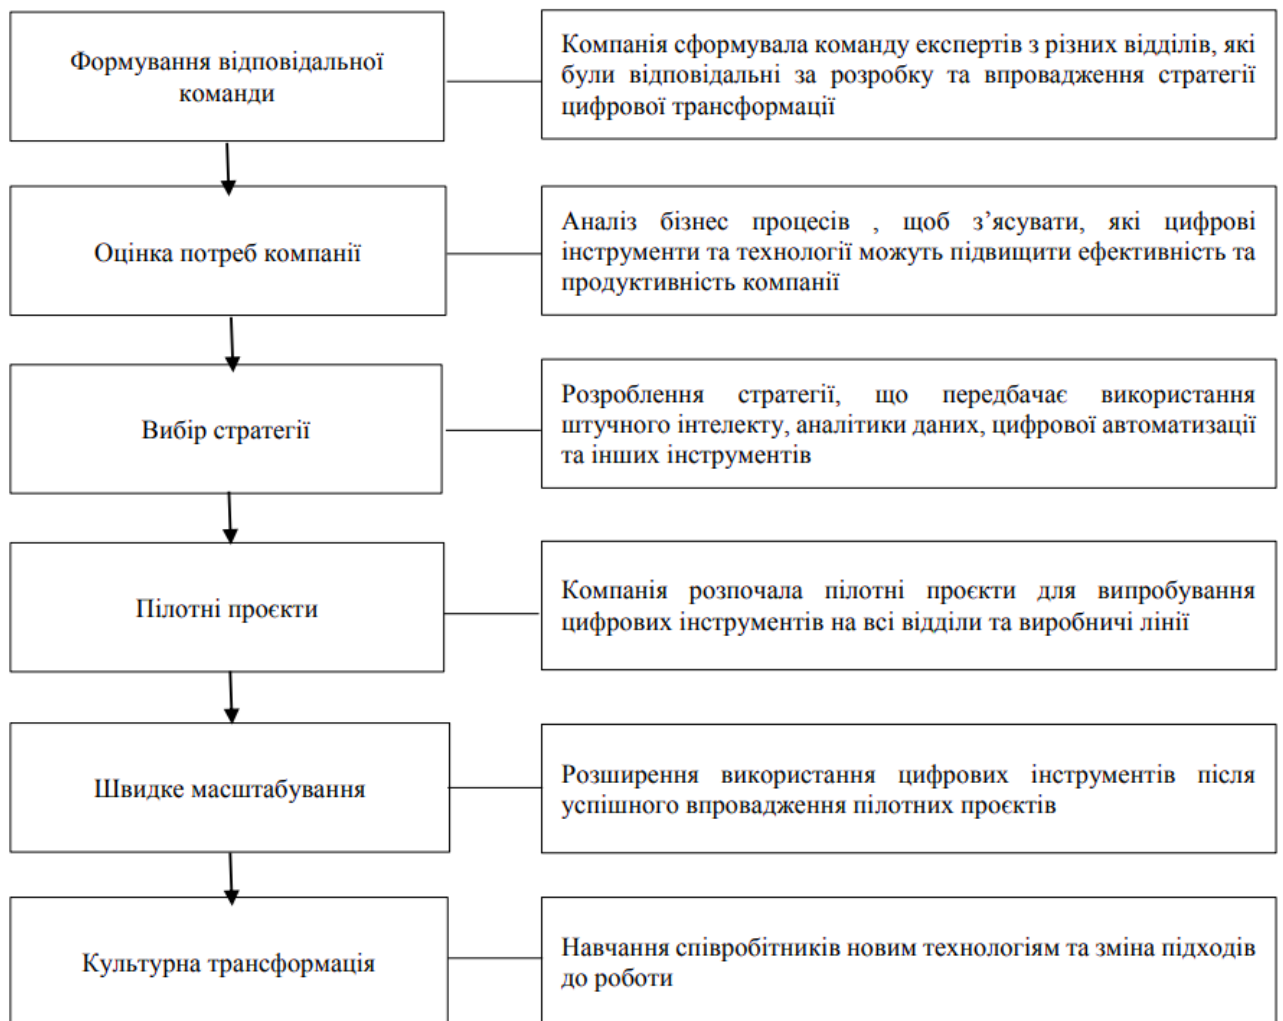 Формування відповідальної
команди
Компанія сформувала команду експертів з різних відділів, які
були відповідальні за розробку та впровадження стратегії
цифрової трансформації
Оцінка потреб компанії
Аналіз бізнес процесів , щоб з’ясувати, які цифрові
інструменти та технології можуть підвищити ефективність та
продуктивність компанії
Вибір стратегії
Розроблення стратегії, що передбачає використання
штучного інтелекту, аналітики даних, цифрової автоматизації
та інших інструментів
Пілотні проєкти
Компанія розпочала пілотні проєкти для випробування
цифрових інструментів на всі відділи та виробничі лінії
Швидке масштабування
Розширення використання цифрових інструментів після
успішного впровадження пілотних проєктів
Культурна трансформація
Навчання співробітників новим технологіям та зміна підходів
до роботи